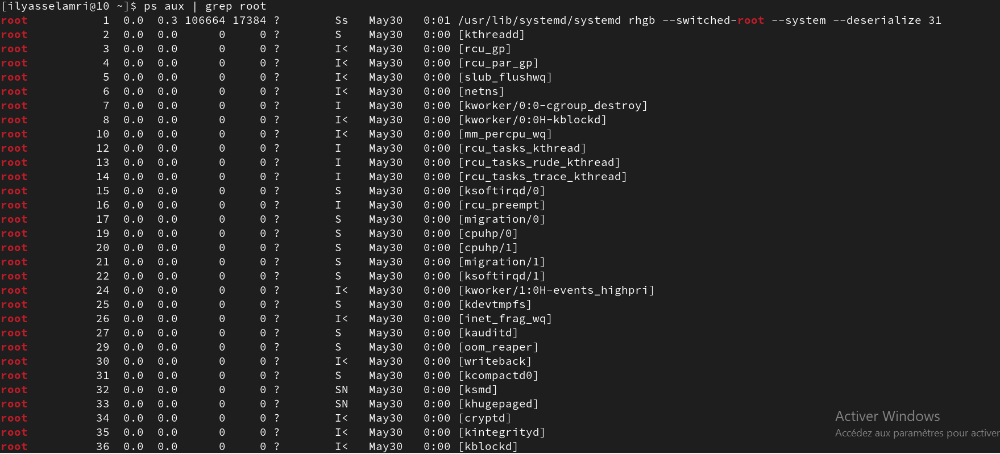 [ilyasselamri@10 ~]$ ps aux | grep root
root 1 0.0 0.3 106664 17384 ? Ss May30 0:01 /usr/lib/systemd/systemd rhgb --switched-root --system --deserialize 31
root 2 0.0 0.0 0 0 ? S May30 0:00 [kthreadd]
root 3 0.0 0.0 0 0 ? I< May30 0:00 [rcu_gp]
root 4 0.0 0.0 0 0 ? I< May30 0:00 [rcu_par_gp]
root 5 0.0 0.0 0 0 ? I< May30 0:00 [slub_flushwq]
root 6 0.0 0.0 0 0 ? I< May30 0:00 [netns]
root 7 0.0 0.0 0 0 ? I May30 0:00 [kworker/0:0-cgroup_destroy]
root 8 0.0 0.0 0 0 ? I< May30 0:00 [kworker/0:0H-kblockd]
root 10 0.0 0.0 0 0 ? I< May30 0:00 [mm_percpu_wq]
root 12 0.0 0.0 0 0 ? I May30 0:00 [rcu_tasks_kthread]
root 13 0.0 0.0 0 0 ? I May30 0:00 [rcu_tasks_rude_kthread]
root 14 0.0 0.0 0 0 ? I May30 0:00 [rcu_tasks_trace_kthread]
root 15 0.0 0.0 0 0 ? S May30 0:00 [ksoftirqd/0]
root 16 0.0 0.0 0 0 ? I May30 0:00 [rcu_preempt]
root 17 0.0 0.0 0 0 ? S May30 0:00 [migration/0]
root 19 0.0 0.0 0 0 ? S May30 0:00 [cpuhp/0]
root 20 0.0 0.0 0 0 ? S May30 0:00 [cpuhp/1]
root 21 0.0 0.0 0 0 ? S May30 0:00 [migration/1]
root 22 0.0 0.0 0 0 ? S May30 0:00 [ksoftirqd/1]
root 24 0.0 0.0 0 0 ? I< May30 0:00 [kworker/1:0H-events_highpri]
root 25 0.0 0.0 0 0 ? S May30 0:00 [kdevtmpfs]
root 26 0.0 0.0 0 0 ? I< May30 0:00 [inet_frag_wq]
root 27 0.0 0.0 0 0 ? S May30 0:00 [kauditd]
root 29 0.0 0.0 0 0 ? S May30 0:00 [oom_reaper]
root 30 0.0 0.0 0 0 ? I< May30 0:00 [writeback]
root 31 0.0 0.0 0 0 ? S May30 0:00 [kcompactd0]
root 32 0.0 0.0 0 0 ? SN May30 0:00 [ksmd]
root 33 0.0 0.0 0 0 ? SN May30 0:00 [khugepaged]
root 34 0.0 0.0 0 0 ? I< May30 0:00 [cryptd]
root 35 0.0 0.0 0 0 ? I< May30 0:00 [kintegrityd]
root 36 0.0 0.0 0 0 ? I< May30 0:00 [kblockd]
Activer Windows
Accédez aux paramètres pour activer